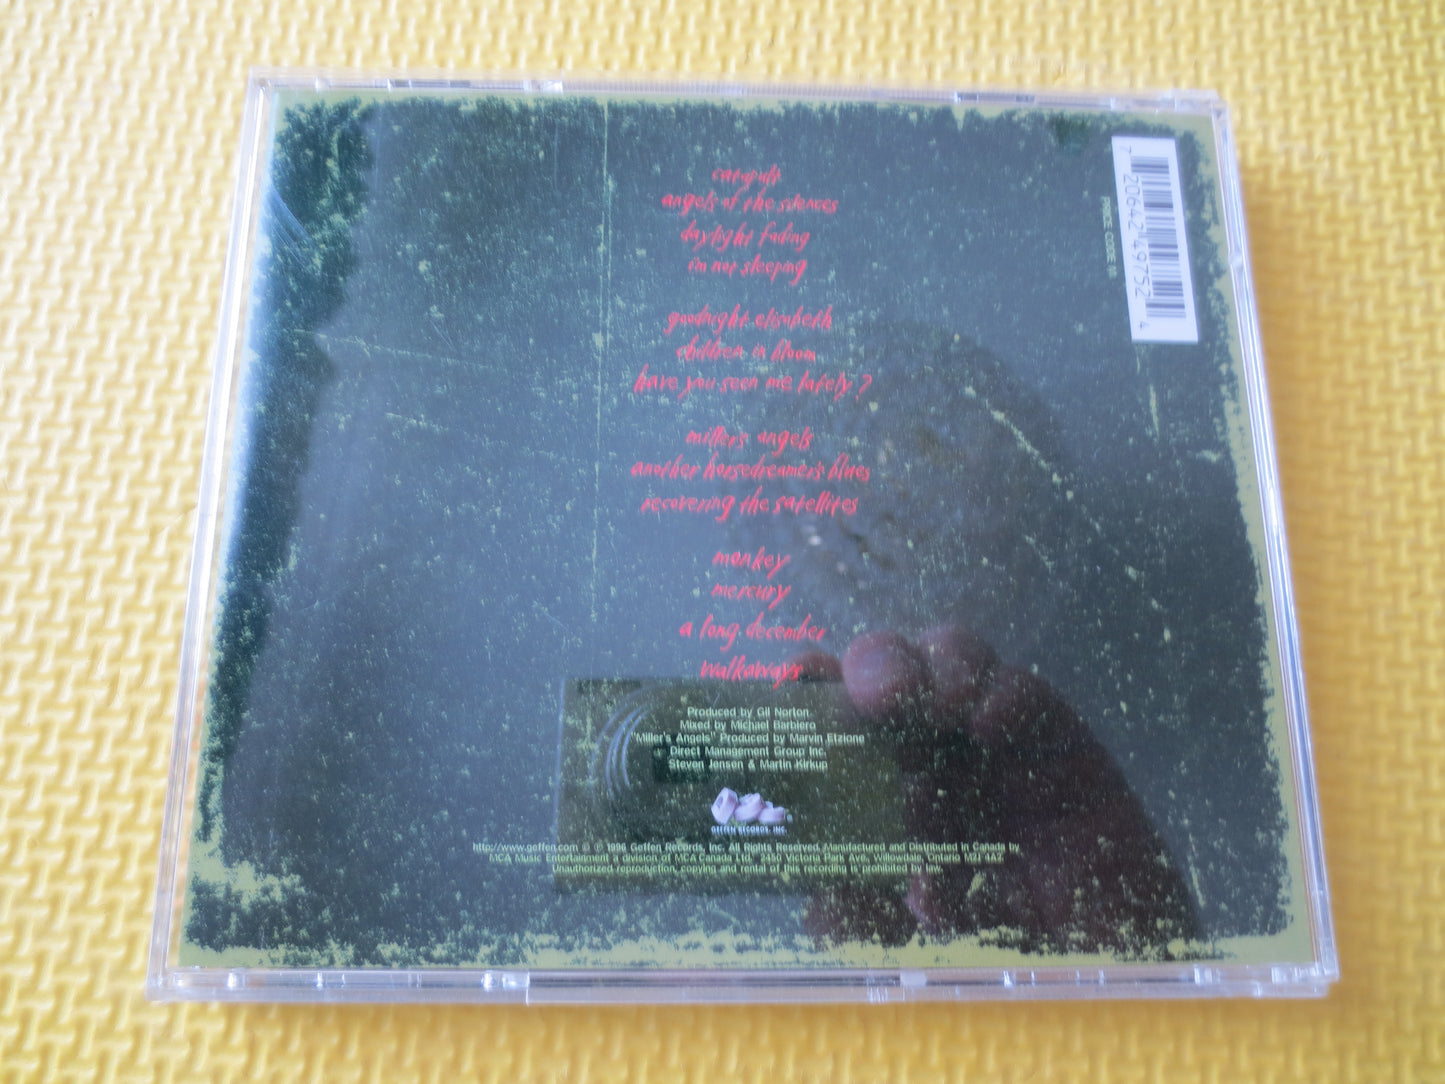 catapult
angels of the silences
daylight fading
i'm not sleeping
goodnight elisabeth
children in bloom
have you seen me lately?
miller's angels
another horsedreamer's blues
recovering the satellites
monkey
mercury
a long december
walkaways
Produced by Gil Norton.
Mixed by Michael Barbiero
"Miller's Angels" Produced by Marvin Etzione
Direct Management Group Inc.
Steven Jensen & Martin Kirkup
GEFFEN RECORDS, INC.
http://www.geffen.com ℗ © 1996 Geffen Records, Inc. All Rights Reserved. Manufactured and Distributed in Canada by
MCA Music Entertainment a division of MCA Canada Ltd., 2450 Victoria Park Ave., Willowdale, Ontario M2J 4A2.
Unauthorized reproduction, copying and rental of this recording is prohibited by law.
7 20642 49752 4
PRICE CODE 10